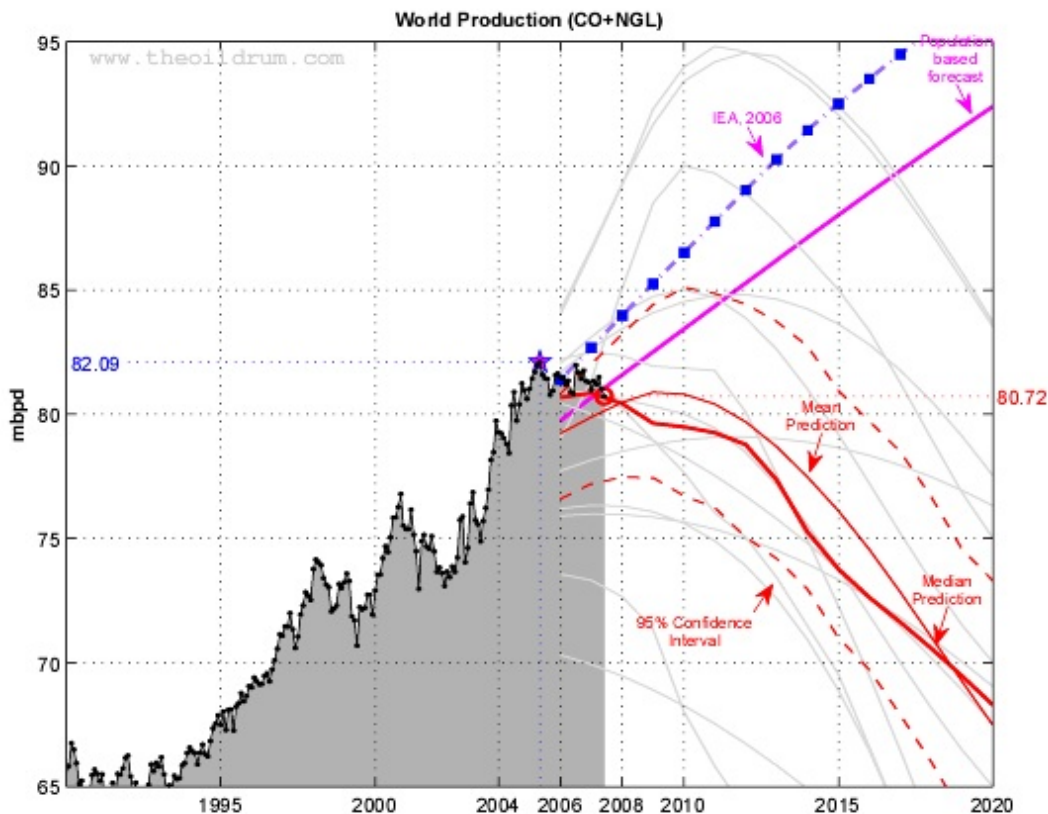 World Production (CO+NGL)
www.theoildrum.com
95
90
85
80
75
70
65
mbpd
82.09
80.72
Population
based
forecast
IEA, 2006
Mean
Prediction
Median
Prediction
95% Confidence
Interval
1995
2000
2004
2006
2008
2010
2015
2020